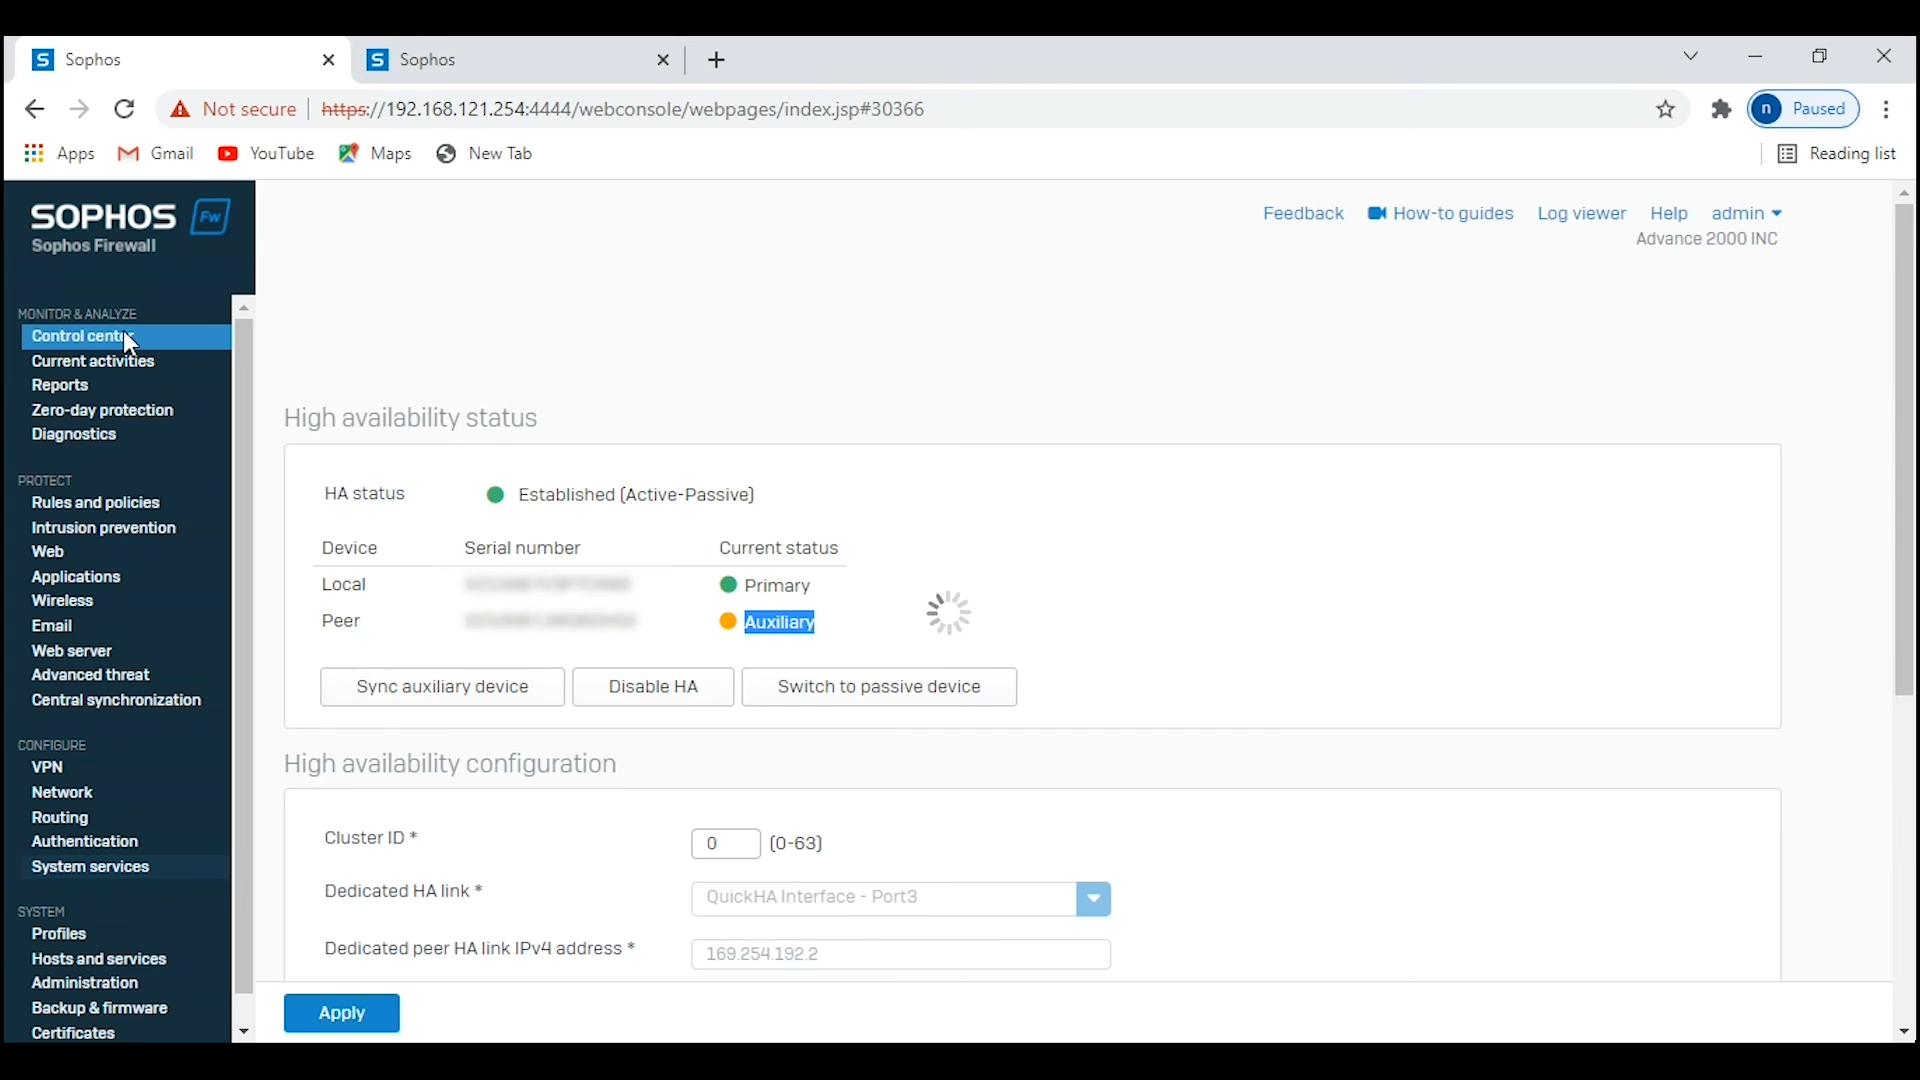 Sophos
Sophos
Not secure
https://192.168.121.254:4444/webconsole/webpages/index.jsp#30366
n
Paused
Apps
Gmail
YouTube
Maps
New Tab
Reading list
SOPHOS Fw
Sophos Firewall
Feedback
How-to guides
Log viewer
Help
admin
Advance 2000 INC
MONITOR & ANALYZE
Control center
Current activities
Reports
Zero-day protection
Diagnostics
PROTECT
Rules and policies
Intrusion prevention
Web
Applications
Wireless
Email
Web server
Advanced threat
Central synchronization
CONFIGURE
VPN
Network
Routing
Authentication
System services
SYSTEM
Profiles
Hosts and services
Administration
Backup & firmware
Certificates
High availability status
HA status Established (Active-Passive)
Device Serial number Current status
Local Primary
Peer Auxiliary
Sync auxiliary device
Disable HA
Switch to passive device
High availability configuration
Cluster ID * 0 (0-63)
Dedicated HA link * QuickHA Interface - Port3
Dedicated peer HA link IPv4 address * 169.254.192.2
Apply